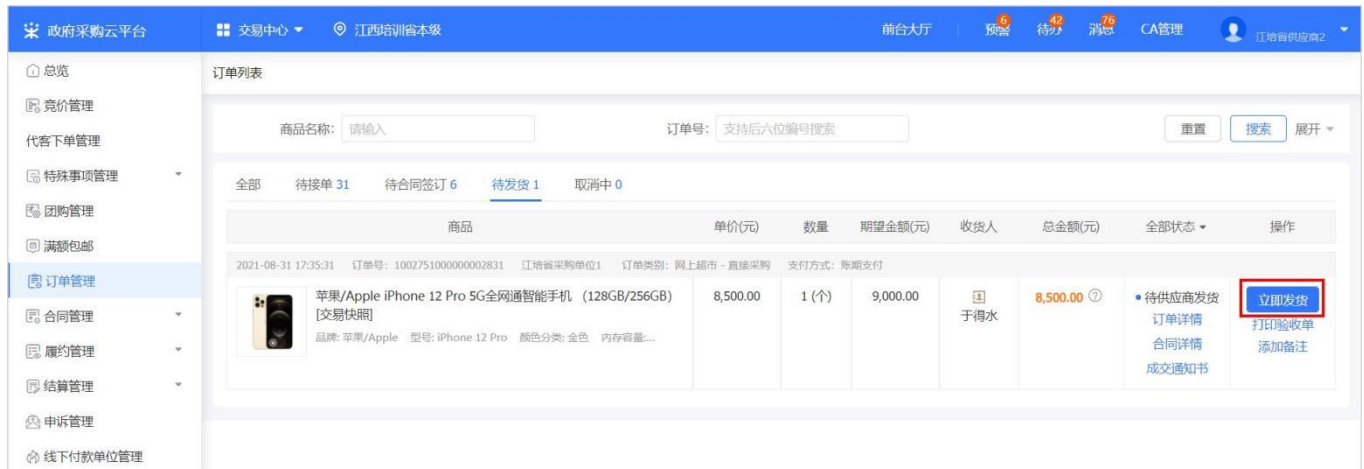 政府采购云平台 交易中心 江西培训省本级 前台大厅 预警 6 待办 42 消息 76 CA管理 江培省供应商2
总览
竞价管理
代客下单管理
特殊事项管理
团购管理
满额包邮
订单管理
合同管理
履约管理
结算管理
申诉管理
线下付款单位管理
订单列表
商品名称: 请输入 订单号: 支持后六位编号搜索 重置 搜索 展开
全部 待接单 31 待合同签订 6 待发货 1 取消中 0
商品 单价(元) 数量 期望金额(元) 收货人 总金额(元) 全部状态 操作
2021-08-31 17:35:31 订单号: 1002751000000002831 江培省采购单位1 订单类别: 网上超市 - 直接采购 支付方式: 账期支付
苹果/Apple iPhone 12 Pro 5G全网通智能手机 (128GB/256GB) 8,500.00 1 (个) 9,000.00 于得水 8,500.00 待供应商发货 立即发货
[交易快照] 订单详情 打印验收单
品牌: 苹果/Apple 型号: iPhone 12 Pro 颜色分类: 金色 内存容量:... 合同详情 添加备注
成交通知书